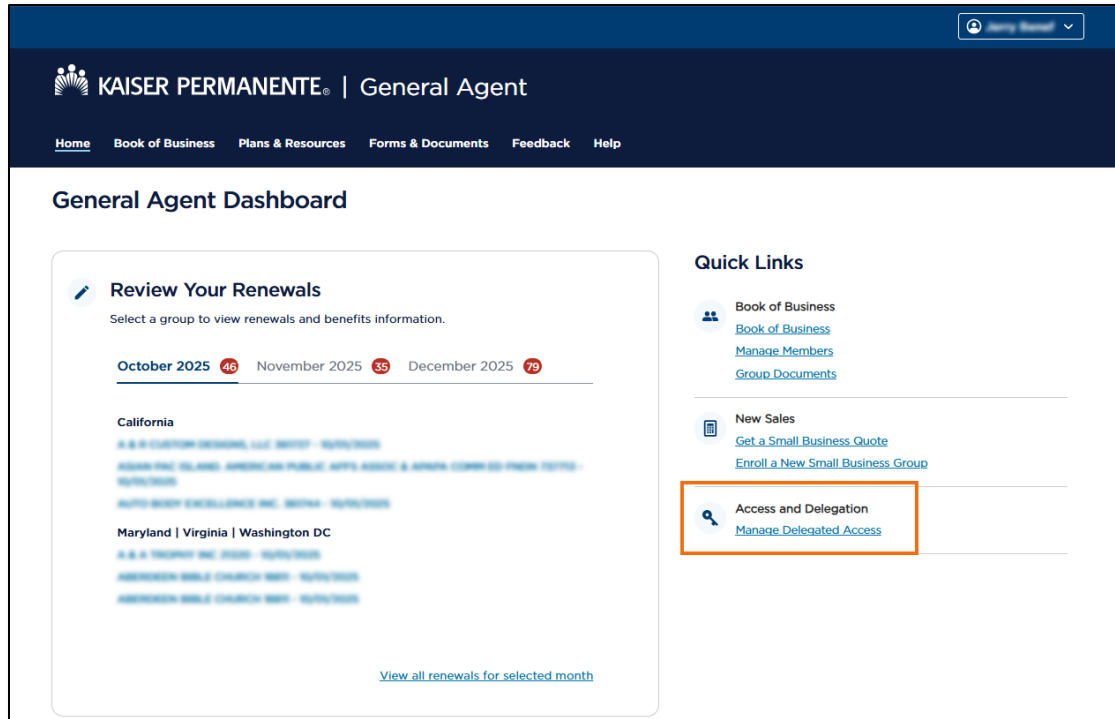 KAISER PERMANENTE® | General Agent
Home Book of Business Plans & Resources Forms & Documents Feedback Help
General Agent Dashboard
Review Your Renewals
Select a group to view renewals and benefits information.
October 2025 46 November 2025 35 December 2025 79
California
Maryland | Virginia | Washington DC
View all renewals for selected month
Quick Links
Book of Business
Book of Business
Manage Members
Group Documents
New Sales
Get a Small Business Quote
Enroll a New Small Business Group
Access and Delegation
Manage Delegated Access